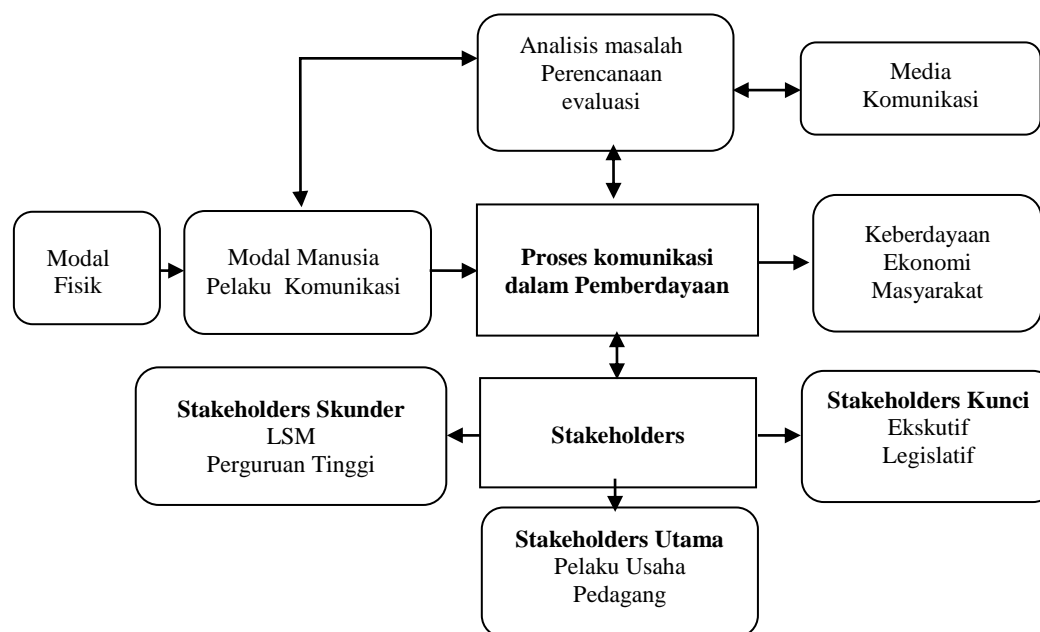 Analisis masalah
Perencanaan
evaluasi
Media
Komunikasi
Modal
Fisik
Modal Manusia
Pelaku Komunikasi
Proses komunikasi
dalam Pemberdayaan
Keberdayaan
Ekonomi
Masyarakat
Stakeholders Skunder
LSM
Perguruan Tinggi
Stakeholders
Stakeholders Kunci
Ekskutif
Legislatif
Stakeholders Utama
Pelaku Usaha
Pedagang